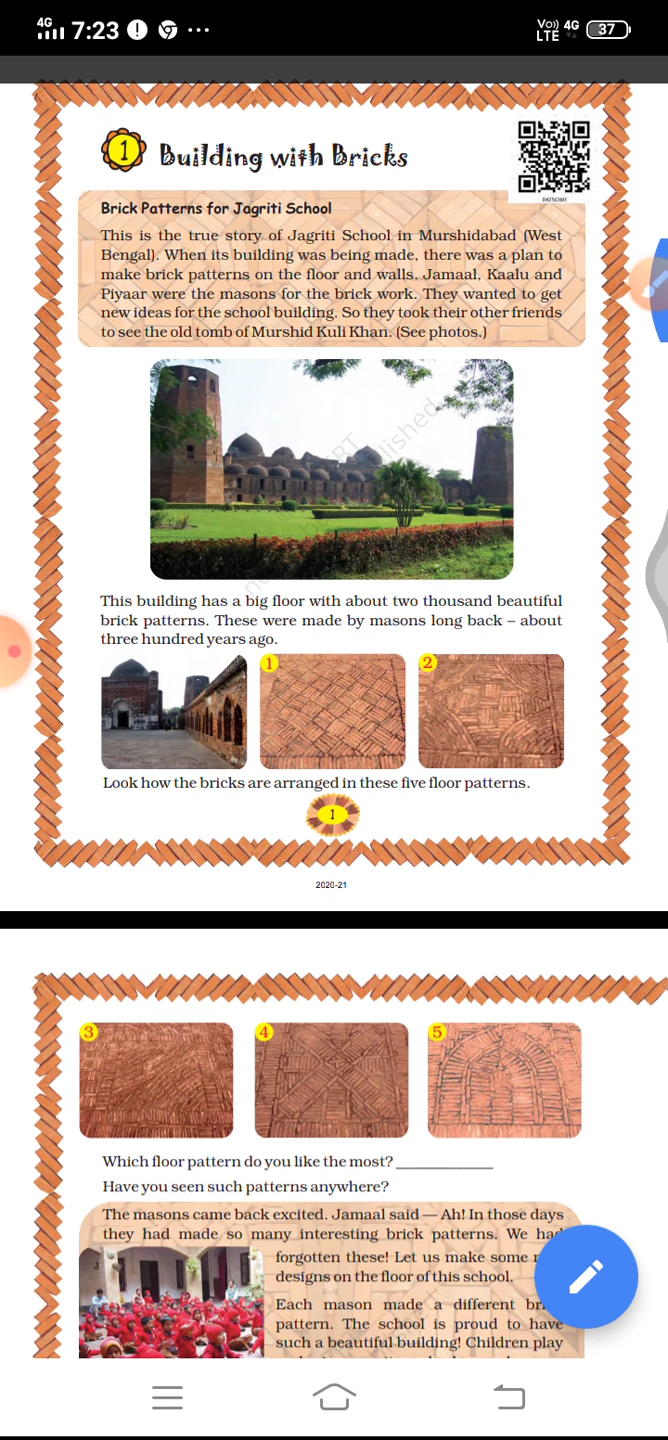 4G 7:23 Vo)) LTE 4G 37
1 Building with Bricks
D4U5C001
Brick Patterns for Jagriti School
This is the true story of Jagriti School in Murshidabad (West
Bengal). When its building was being made, there was a plan to
make brick patterns on the floor and walls. Jamaal, Kaalu and
Piyaar were the masons for the brick work. They wanted to get
new ideas for the school building. So they took their other friends
to see the old tomb of Murshid Kuli Khan. (See photos.)
This building has a big floor with about two thousand beautiful
brick patterns. These were made by masons long back – about
three hundred years ago.
1 2
Look how the bricks are arranged in these five floor patterns.
1
2020-21
3 4 5
Which floor pattern do you like the most? ____________
Have you seen such patterns anywhere?
The masons came back excited. Jamaal said — Ah! In those days
they had made so many interesting brick patterns. We had
forgotten these! Let us make some
designs on the floor of this school.
Each mason made a different
pattern. The school is proud to have
such a beautiful building! Children play